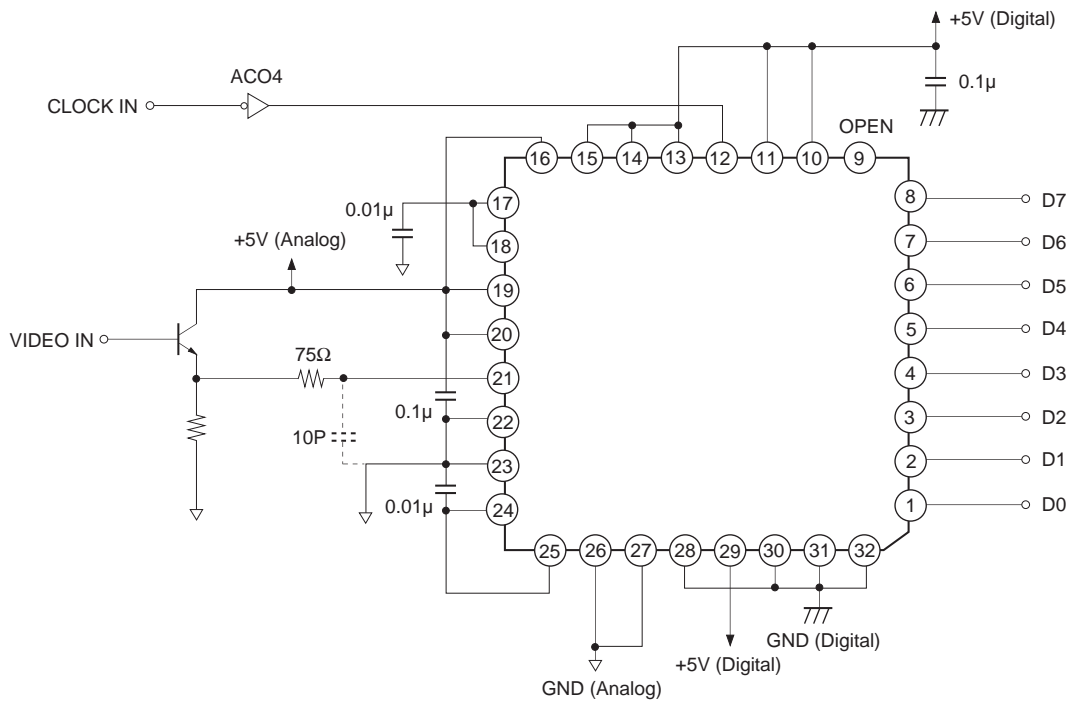 +5V (Digital)
ACO4
CLOCK IN
0.1µ
OPEN
16 15 14 13 12 11 10 9
17
0.01µ
18
+5V (Analog)
19
VIDEO IN
20
75Ω
21
0.1µ
22
10P
23
0.01µ
24
8 D7
7 D6
6 D5
5 D4
4 D3
3 D2
2 D1
1 D0
25 26 27 28 29 30 31 32
GND (Digital)
+5V (Digital)
GND (Analog)